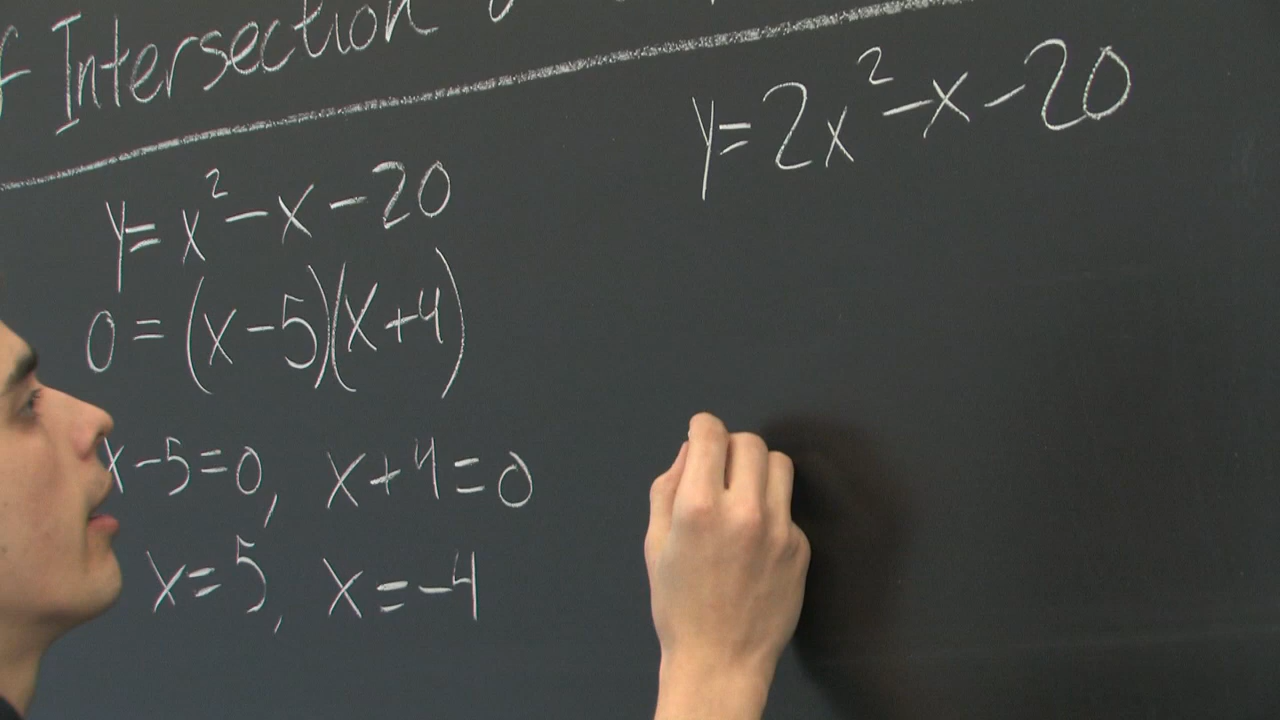 f Intersection
y=x²-x-20
0=(x-5)(x+4)
x-5=0, x+4=0
x=5, x=-4
y=2x²-x-20